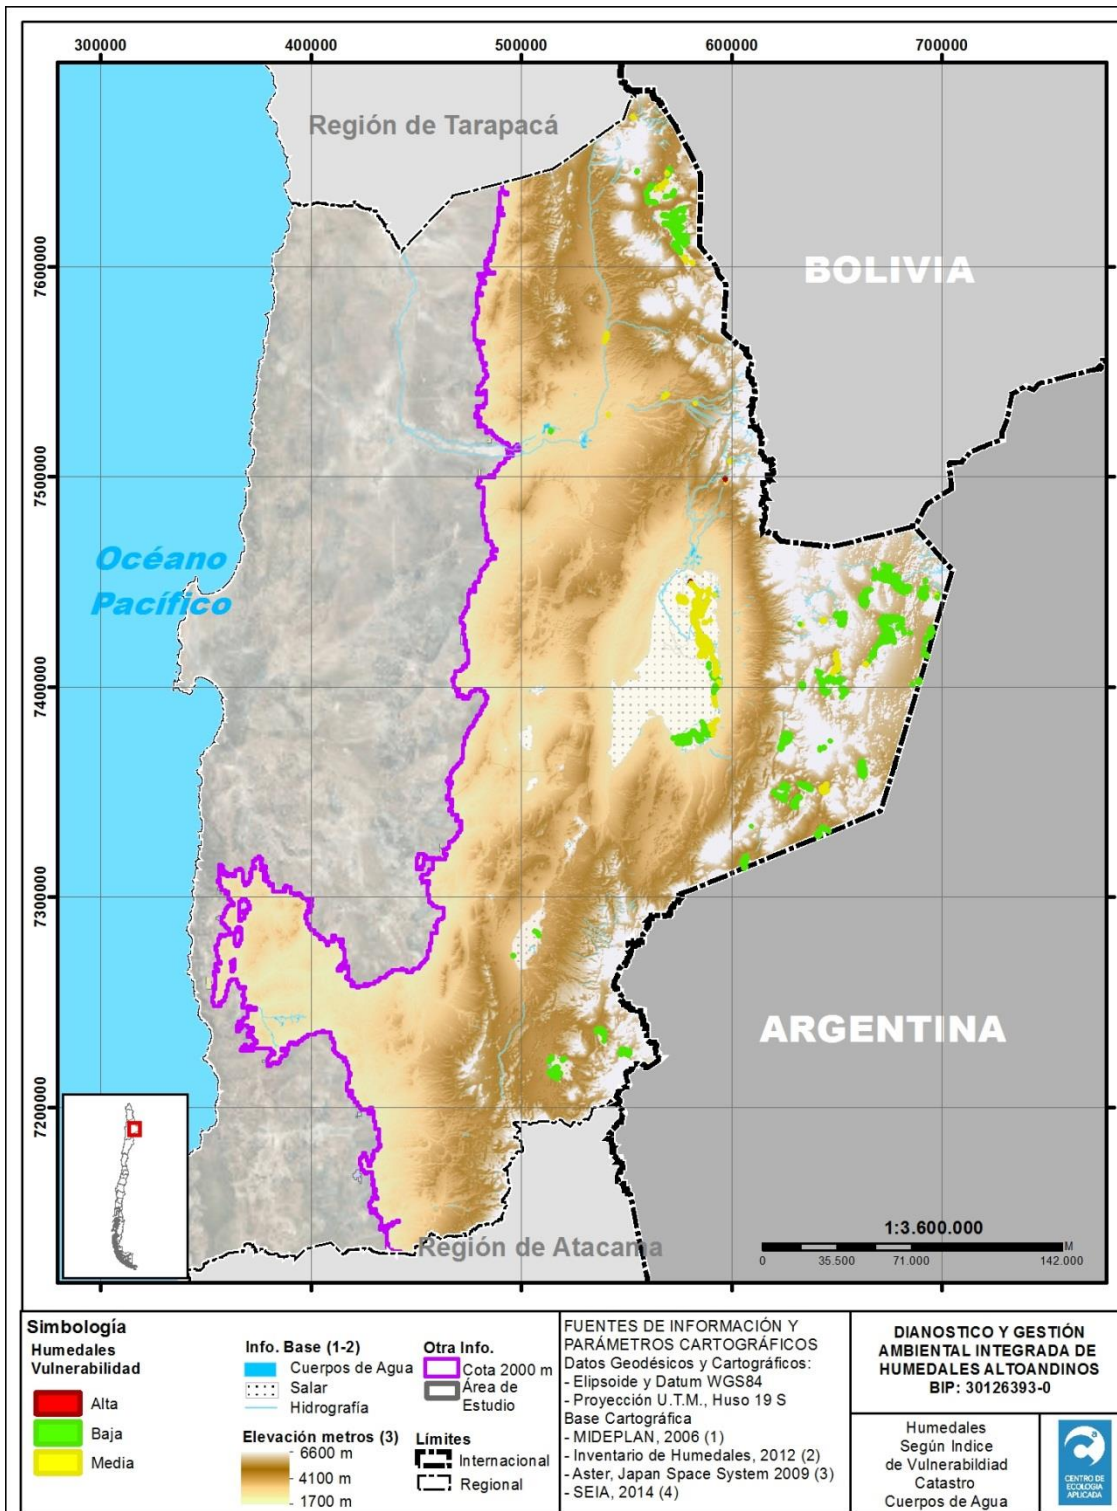 300000
400000
500000
600000
700000
Región de Tarapacá
7600000
BOLIVIA
7500000
Océano
Pacífico
7400000
7300000
ARGENTINA
7200000
Región de Atacama
1:3.600.000
M
0
35.500
71.000
142.000
Simbología
Humedales
Vulnerabilidad
Alta
Baja
Media
Info. Base (1-2)
Cuerpos de Agua
Salar
Hidrografía
Elevación metros (3)
6600 m
4100 m
1700 m
Otra Info.
Cota 2000 m
Área de
Estudio
Límites
Internacional
Regional
FUENTES DE INFORMACIÓN Y
PARÁMETROS CARTOGRÁFICOS
Datos Geodésicos y Cartográficos:
- Elipsoide y Datum WGS84
- Proyección U.T.M., Huso 19 S
Base Cartográfica
- MIDEPLAN, 2006 (1)
- Inventario de Humedales, 2012 (2)
- Aster, Japan Space System 2009 (3)
- SEIA, 2014 (4)
DIANOSTICO Y GESTIÓN
AMBIENTAL INTEGRADA DE
HUMEDALES ALTOANDINOS
BIP: 30126393-0
Humedales
Según Indice
de Vulnerabildiad
Catastro
Cuerpos de Agua
CENTRO DE
ECOLOGIA
APLICADA